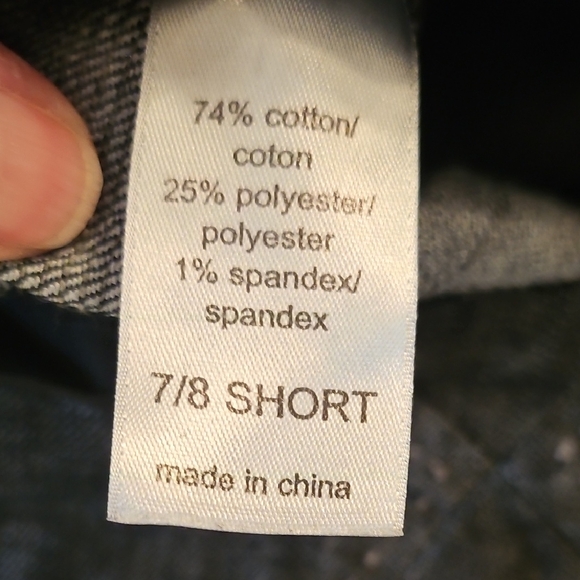 74% cotton/
coton
25% polyester/
polyester
1% spandex/
spandex
7/8 SHORT
made in china